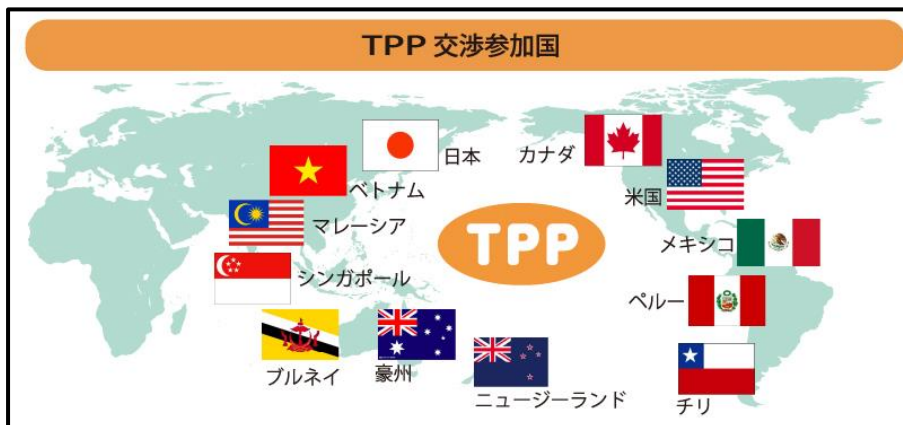 TPP 交渉参加国
日本
カナダ
ベトナム
米国
マレーシア
メキシコ
TPP
シンガポール
ペルー
ブルネイ
豪州
ニュージーランド
チリ